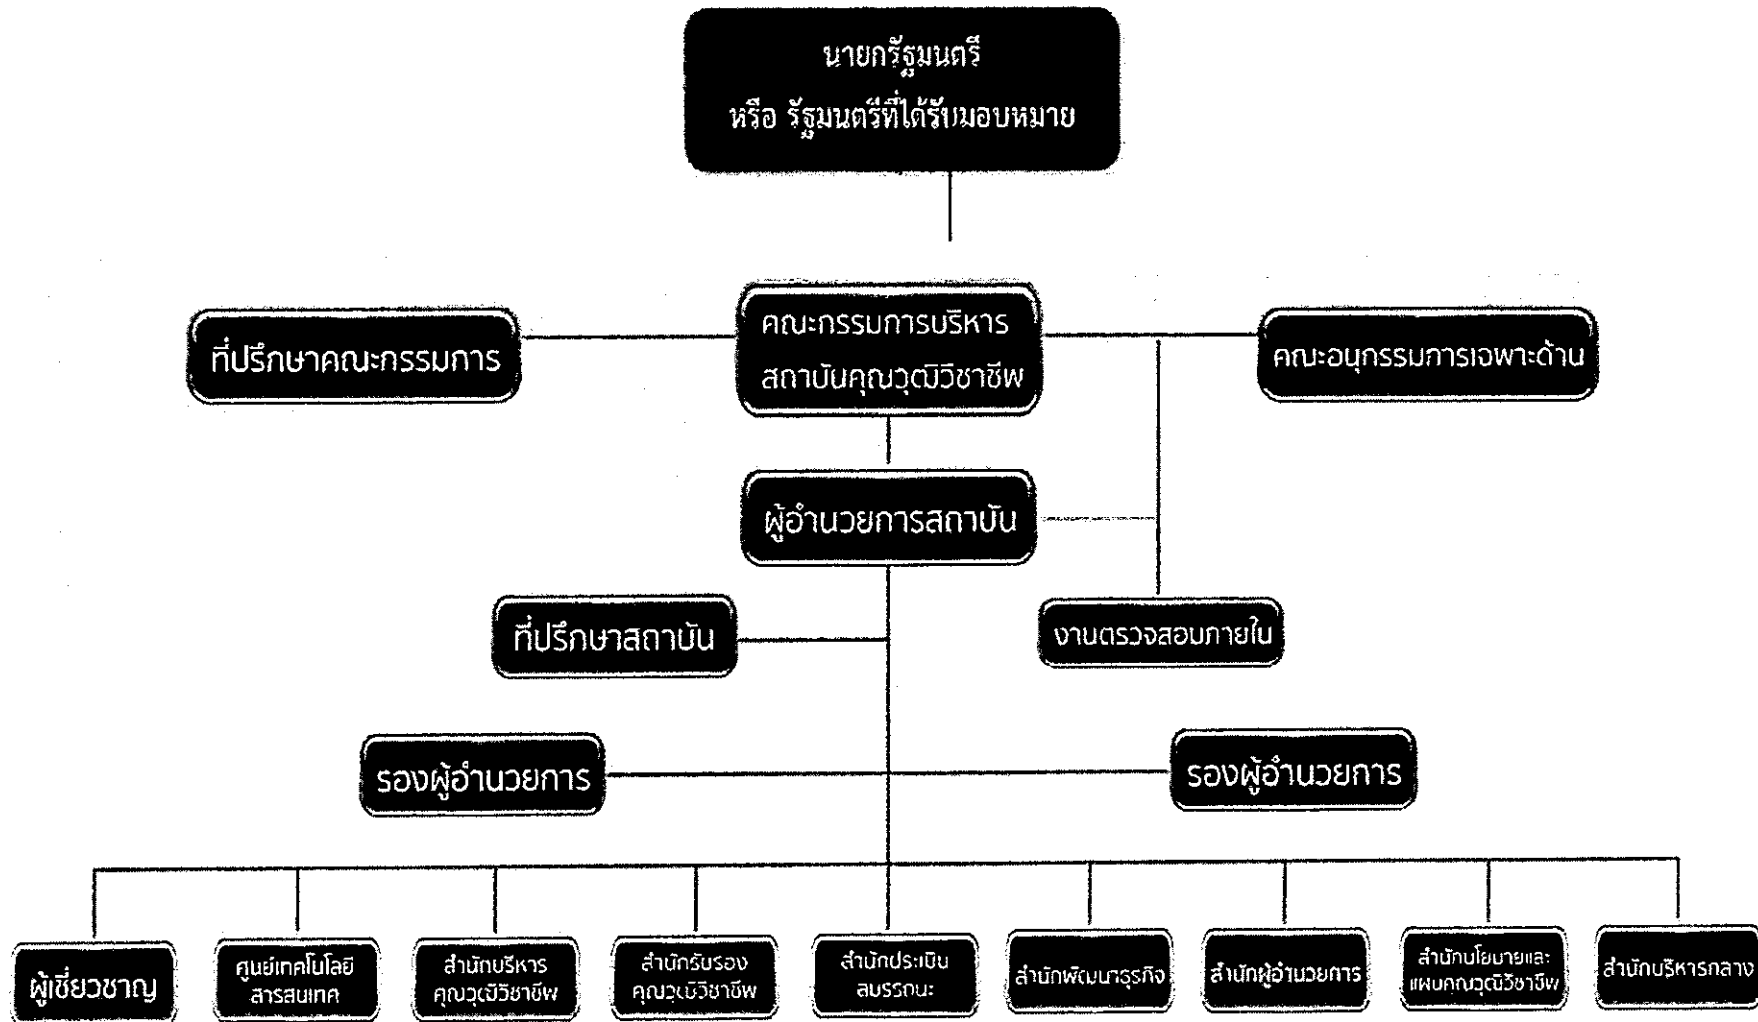 นายกรัฐมนตรี
หรือ รัฐมนตรีที่ได้รับมอบหมาย
คณะกรรมการบริหาร
สถาบันคุณวุฒิวิชาชีพ
ที่ปรึกษาคณะกรรมการ
คณะอนุกรรมการเฉพาะด้าน
ผู้อำนวยการสถาบัน
ที่ปรึกษาสถาบัน
งานตรวจสอบภายใน
รองผู้อำนวยการ
รองผู้อำนวยการ
ผู้เชี่ยวชาญ
ศูนย์เทคโนโลยี
สารสนเทศ
สำนักบริหาร
คุณวุฒิวิชาชีพ
สำนักรับรอง
คุณวุฒิวิชาชีพ
สำนักประเมิน
สมรรถนะ
สำนักพัฒนาธุรกิจ
สำนักผู้อำนวยการ
สำนักนโยบายและ
แผนคุณวุฒิวิชาชีพ
สำนักบริหารกลาง